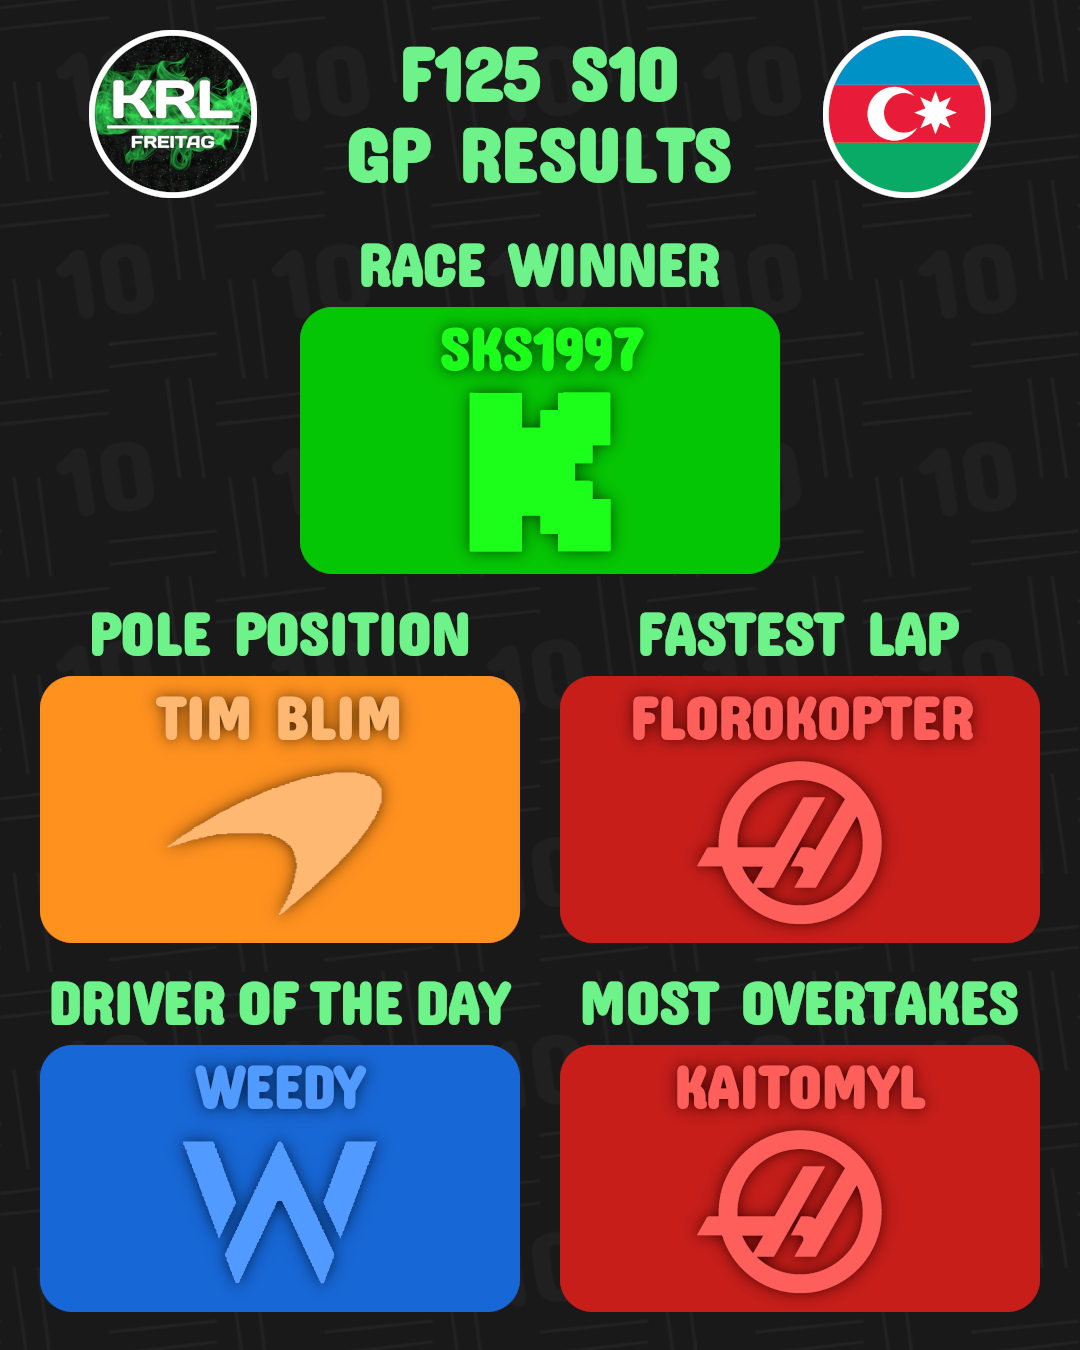 KRL
FREITAG
F125 S10
GP RESULTS
RACE WINNER
SKS1997
K
POLE POSITION
TIM BLIM
FASTEST LAP
FLOROKOPTER
DRIVER OF THE DAY
WEEDY
MOST OVERTAKES
KAITOMYL